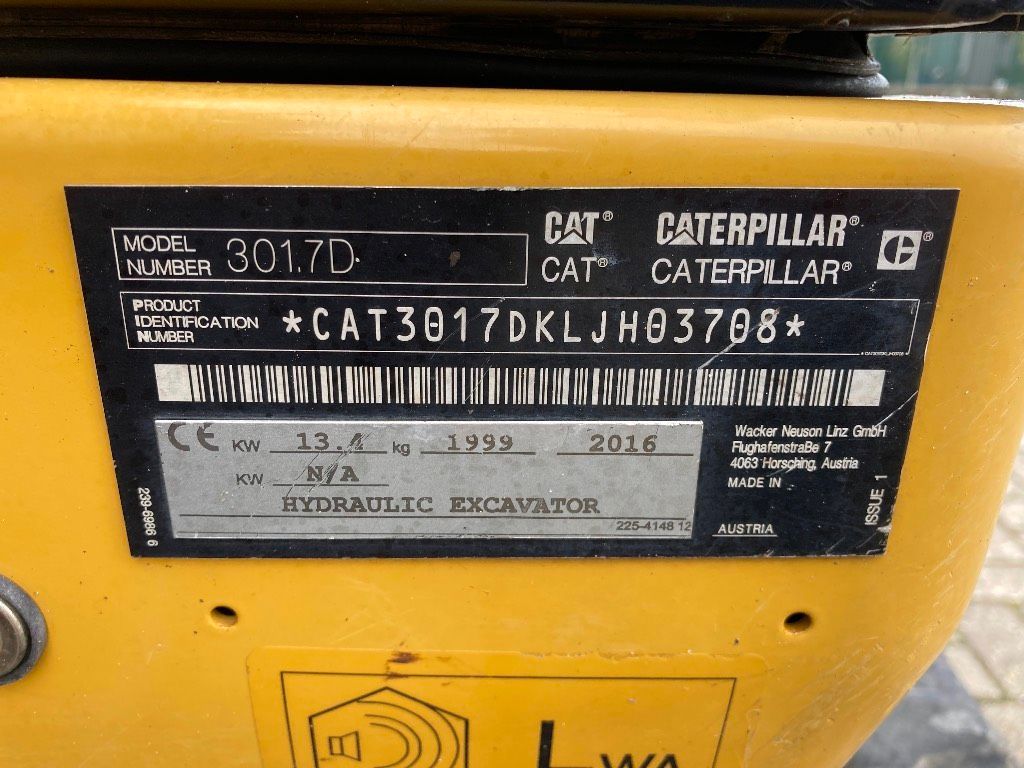 MODEL NUMBER 301.7D
CAT® CATERPILLAR®
CAT® CATERPILLAR®
PRODUCT IDENTIFICATION NUMBER *CAT3017DKLJH03708*
*CAT3017DKLJH03708*
CE KW 13.4 kg 1999 2016
KW N/A
HYDRAULIC EXCAVATOR
225-4148 12
Wacker Neuson Linz GmbH
Flughafenstraße 7
4063 Horsching, Austria
MADE IN
AUSTRIA
ISSUE 1
239-6986 6
LWA